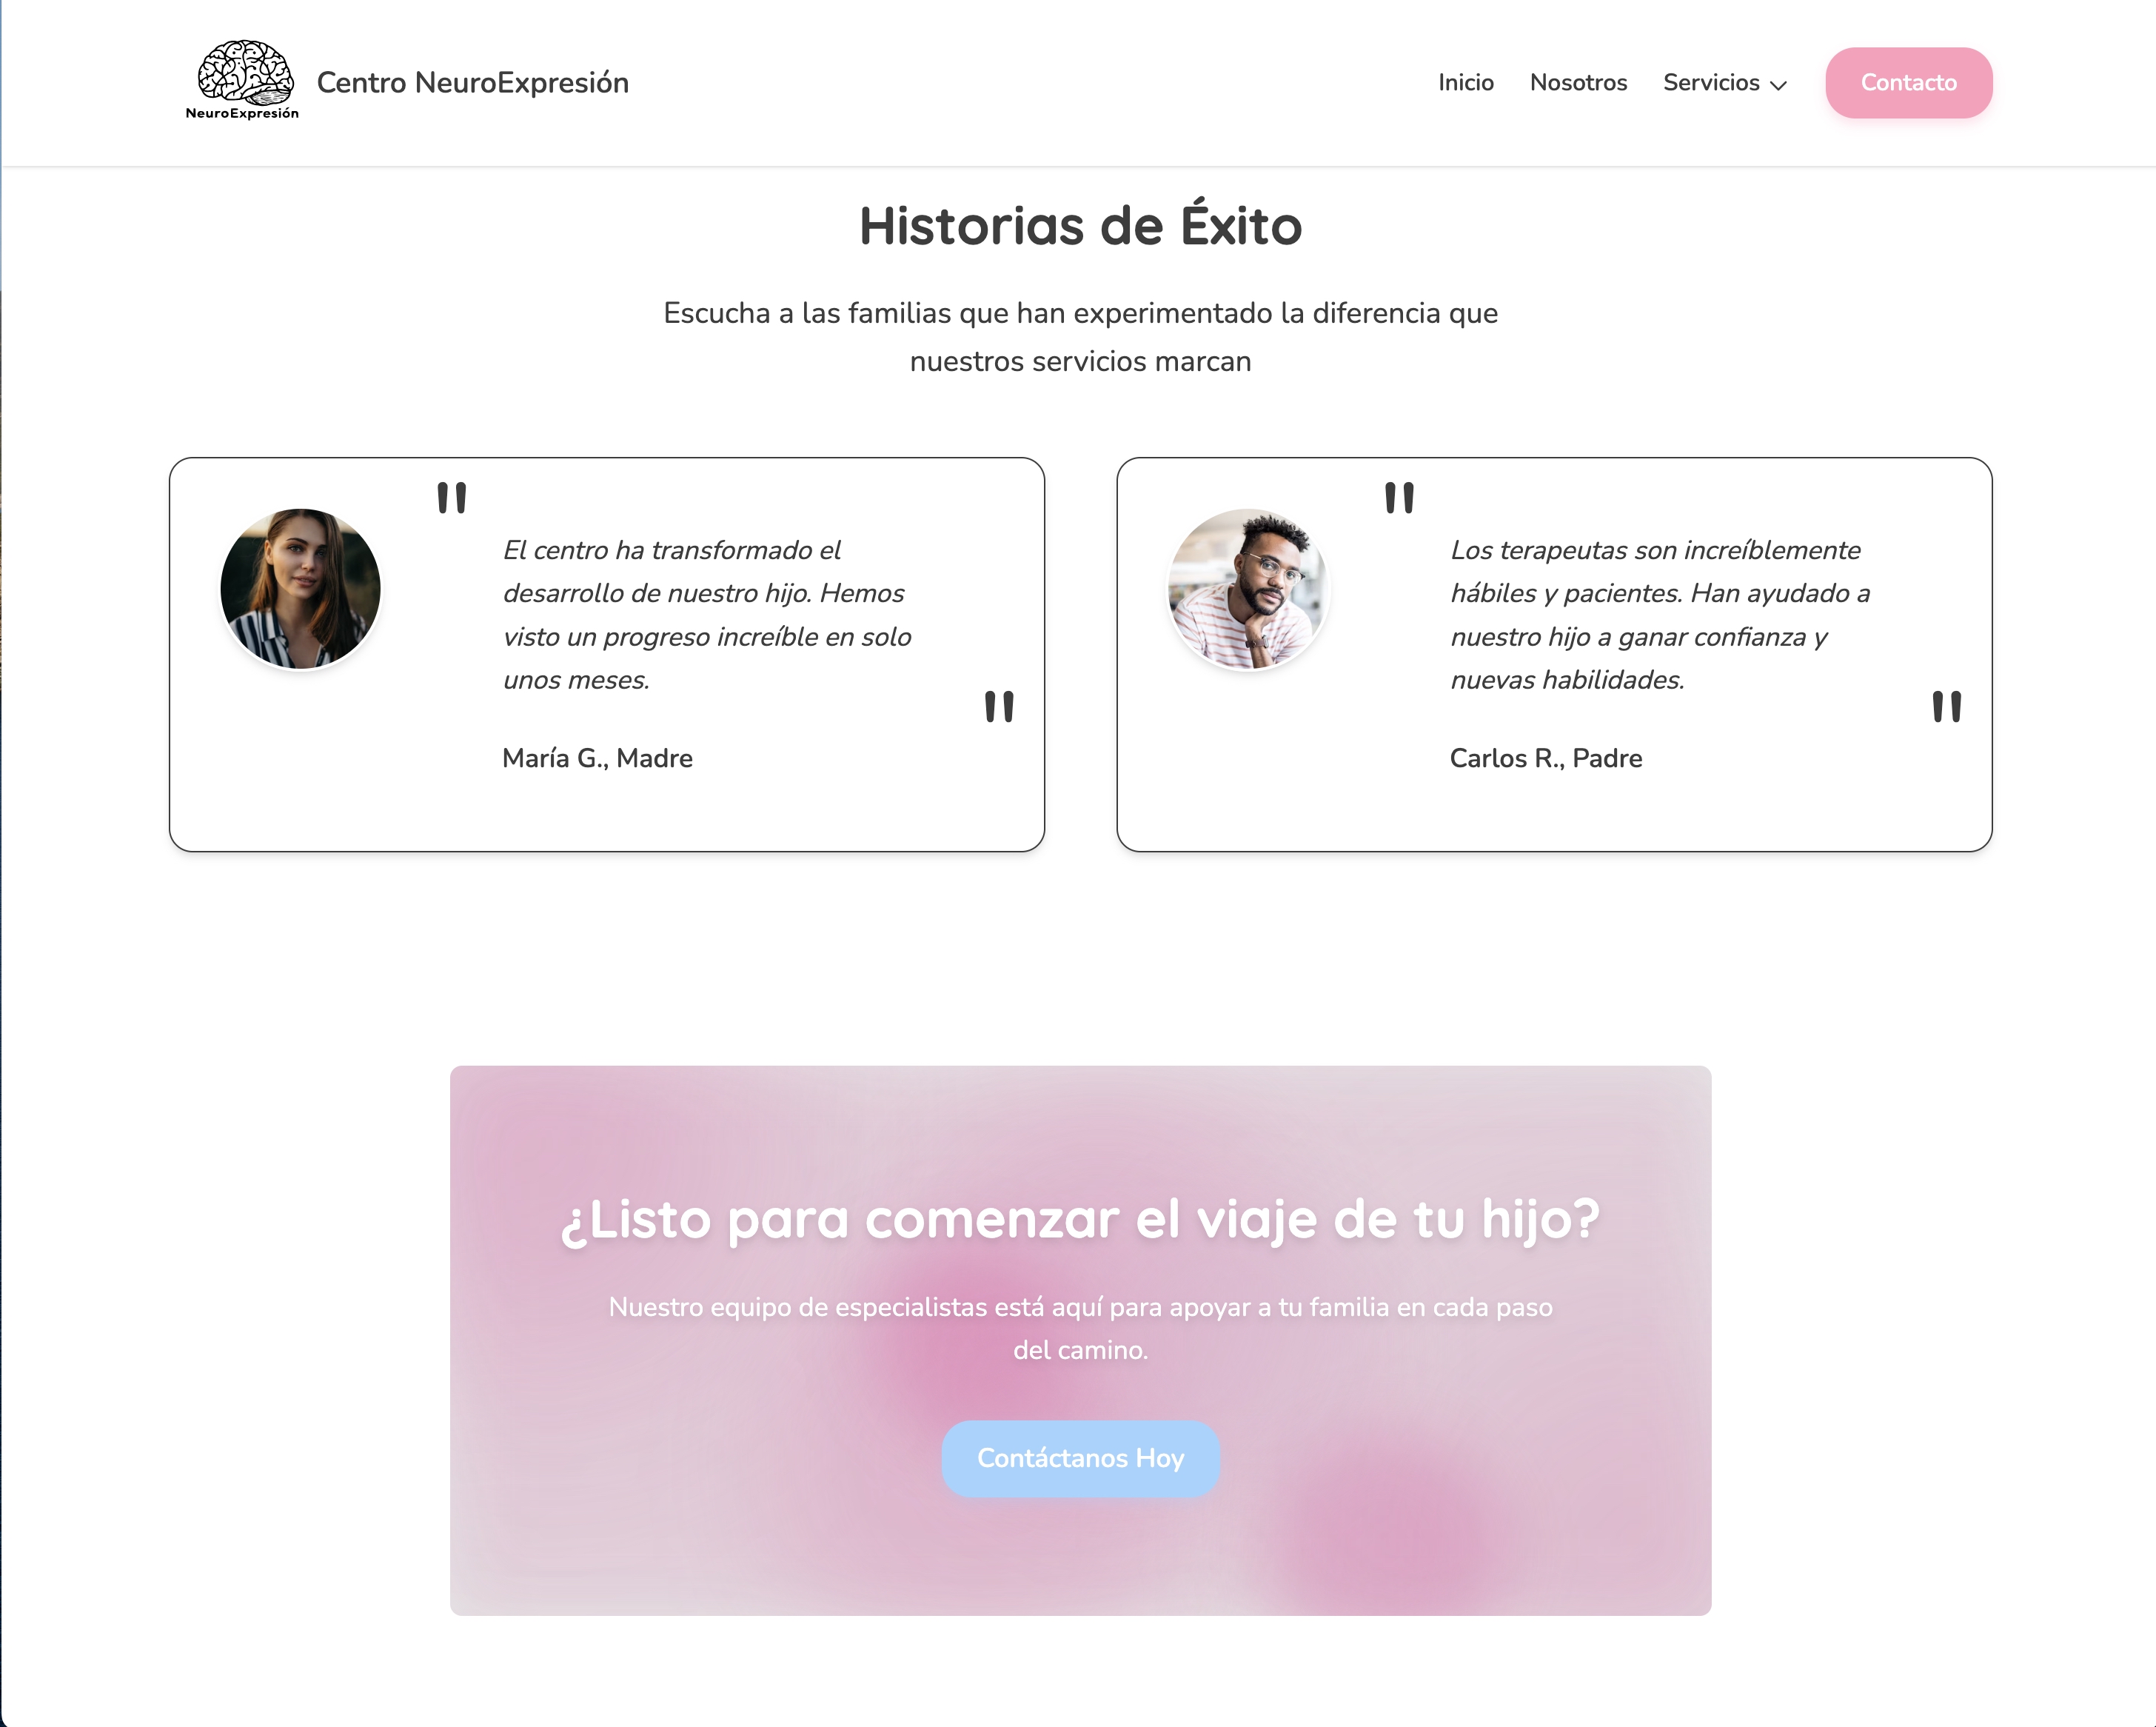 NeuroExpresión
Centro NeuroExpresión
Inicio
Nosotros
Servicios
Contacto
Historias de Éxito
Escucha a las familias que han experimentado la diferencia que
nuestros servicios marcan
"
El centro ha transformado el
desarrollo de nuestro hijo. Hemos
visto un progreso increíble en solo
unos meses.
"
María G., Madre
"
Los terapeutas son increíblemente
hábiles y pacientes. Han ayudado a
nuestro hijo a ganar confianza y
nuevas habilidades.
"
Carlos R., Padre
¿Listo para comenzar el viaje de tu hijo?
Nuestro equipo de especialistas está aquí para apoyar a tu familia en cada paso
del camino.
Contáctanos Hoy